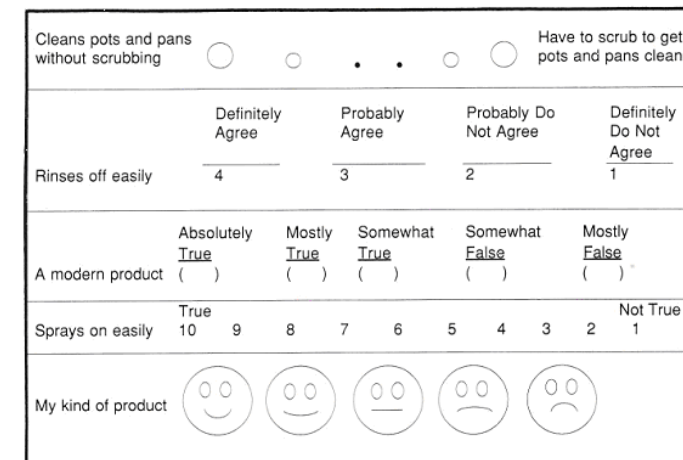 Cleans pots and pans Have to scrub to get
without scrubbing pots and pans clean
Definitely Probably Probably Do Definitely
Agree Agree Not Agree Do Not
Agree
Rinses off easily 4 3 2 1
Absolutely Mostly Somewhat Somewhat Mostly
True True True False False
A modern product ( ) ( ) ( ) ( ) ( )
True Not True
Sprays on easily 10 9 8 7 6 5 4 3 2 1
My kind of product